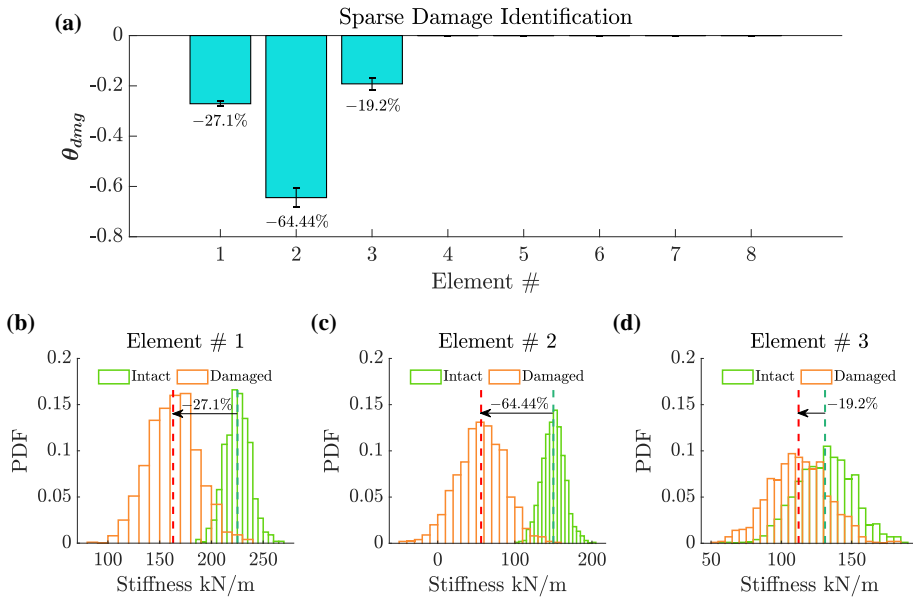 (a)
Sparse Damage Identification
θdmg
0
-0.2
-0.4
-0.6
-0.8
−27.1%
−64.44%
−19.2%
1 2 3 4 5 6 7 8
Element #
(b)
Element # 1
PDF
0.2
0.15
0.1
0.05
0
Intact Damaged
−27.1%
100 150 200 250
Stiffness kN/m
(c)
Element # 2
PDF
0.2
0.15
0.1
0.05
0
Intact Damaged
−64.44%
0 100 200
Stiffness kN/m
(d)
Element # 3
PDF
0.2
0.15
0.1
0.05
0
Intact Damaged
−19.2%
50 100 150
Stiffness kN/m